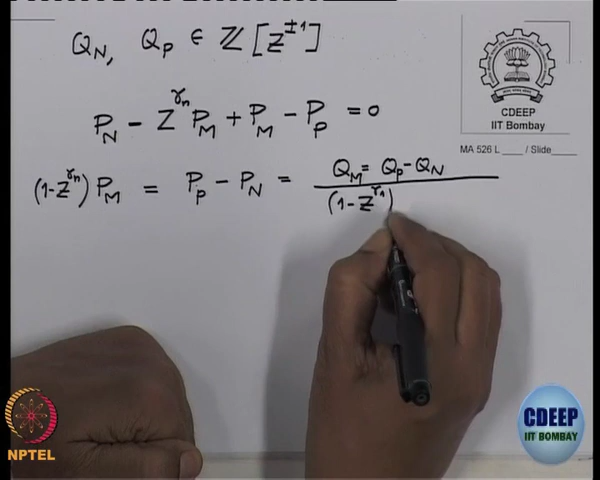 Q_N, Q_P ∈ ℤ[Z^{±1}]
P_N − Z^{γ_n} P_M + P_M − P_P = 0
(1−Z^{γ_n}) P_M = P_P − P_N = Q_M = Q_P − Q_N
(1−Z^{γ_1})
CDEEP
IIT Bombay
MA 526 L ____ / Slide____
NPTEL
CDEEP
IIT BOMBAY